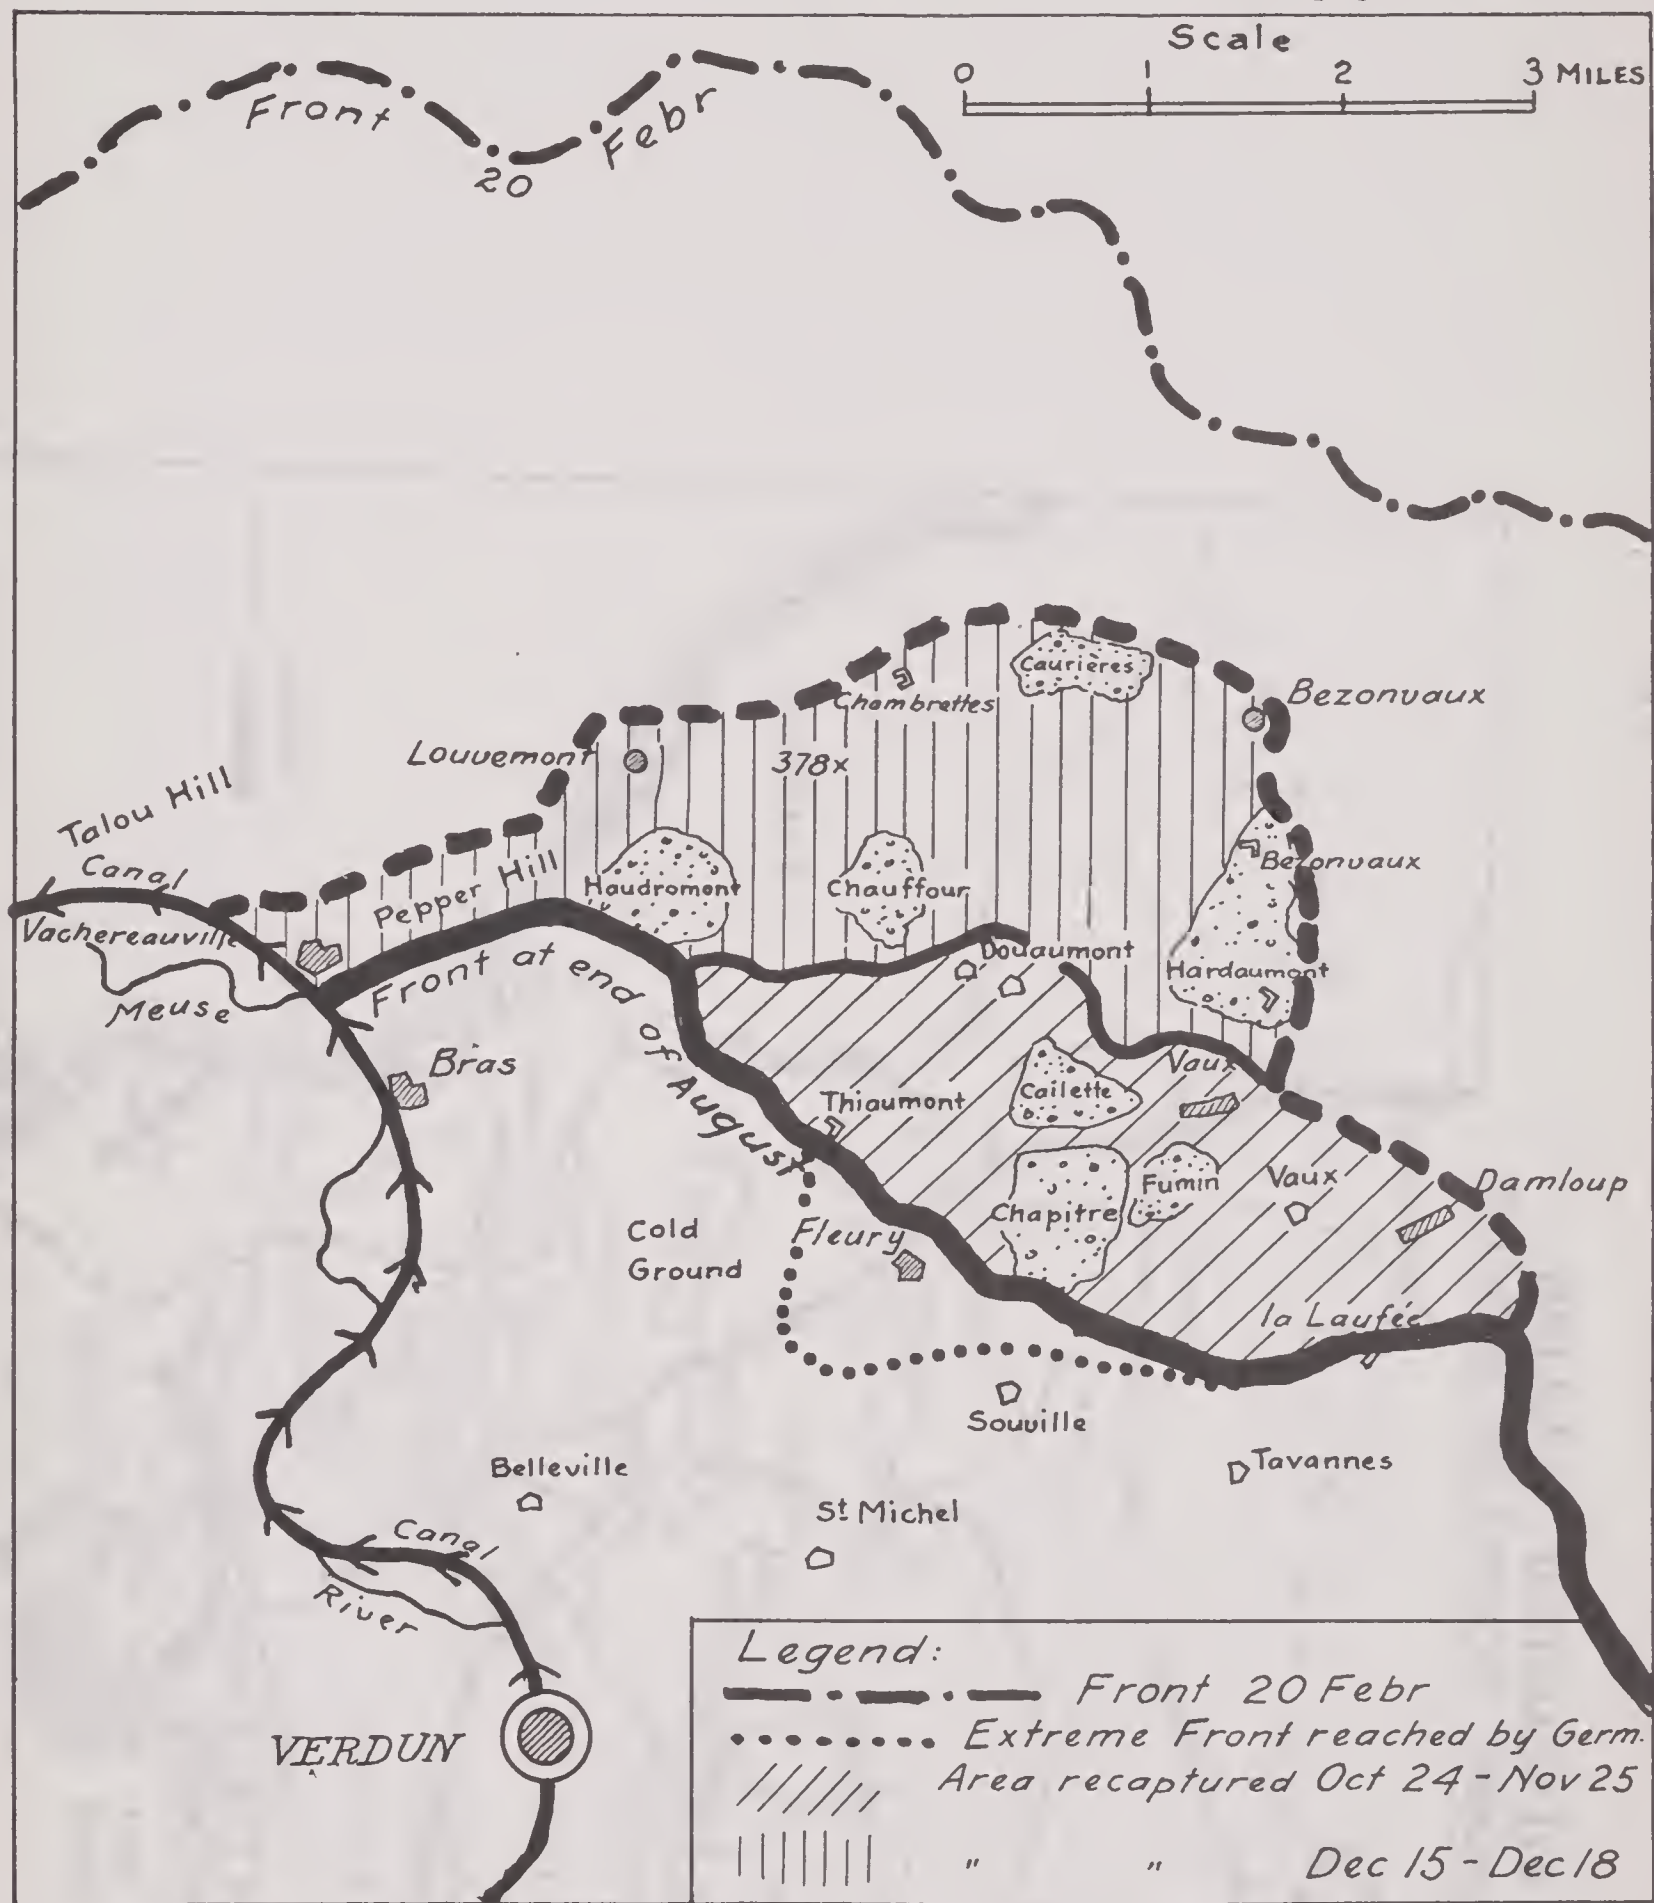 Scale
0 1 2 3 MILES
Front
20
Febr
Caurières
Chambrettes
Bezonvaux
Louvemont
378x
Talou Hill
Canal
Pepper Hill
Haudromont
Chauffour
Bezonvaux
Vachereauville
Meuse
Front at end of August
Douaumont
Hardaumont
Bras
Vaux
Cailette
Thiaumont
Fumin
Vaux
Damloup
Chapitre
Cold
Ground
Fleury
la Laufée
Souville
Tavannes
Belleville
St Michel
Canal
River
VERDUN
Legend:
Front 20 Febr
Extreme Front reached by Germ.
Area recaptured Oct 24 - Nov 25
" " Dec 15 - Dec 18